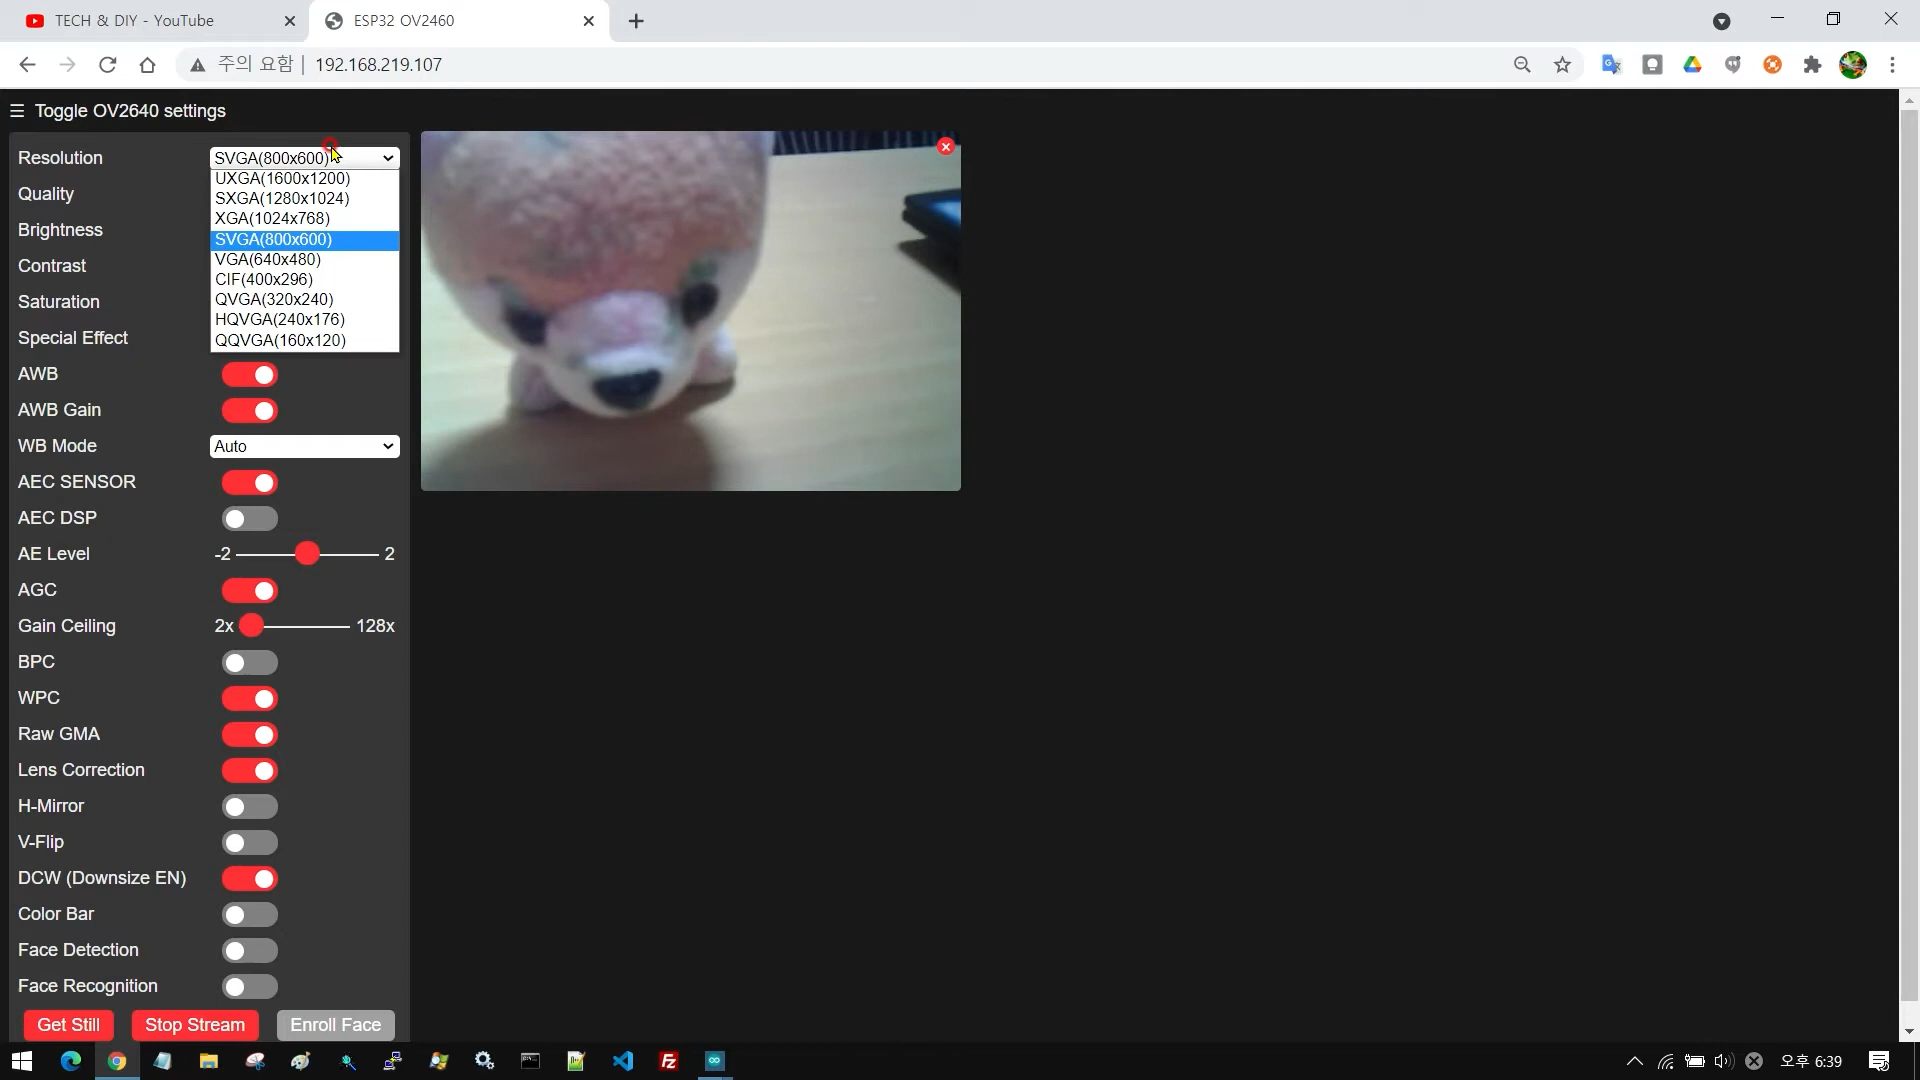 TECH & DIY - YouTube
ESP32 OV2460
주의 요함 | 192.168.219.107
Toggle OV2640 settings
Resolution
SVGA(800x600)
UXGA(1600x1200)
SXGA(1280x1024)
XGA(1024x768)
SVGA(800x600)
VGA(640x480)
CIF(400x296)
QVGA(320x240)
HQVGA(240x176)
QQVGA(160x120)
Quality
Brightness
Contrast
Saturation
Special Effect
AWB
AWB Gain
WB Mode Auto
AEC SENSOR
AEC DSP
AE Level -2 2
AGC
Gain Ceiling 2x 128x
BPC
WPC
Raw GMA
Lens Correction
H-Mirror
V-Flip
DCW (Downsize EN)
Color Bar
Face Detection
Face Recognition
Get Still Stop Stream Enroll Face
오후 6:39